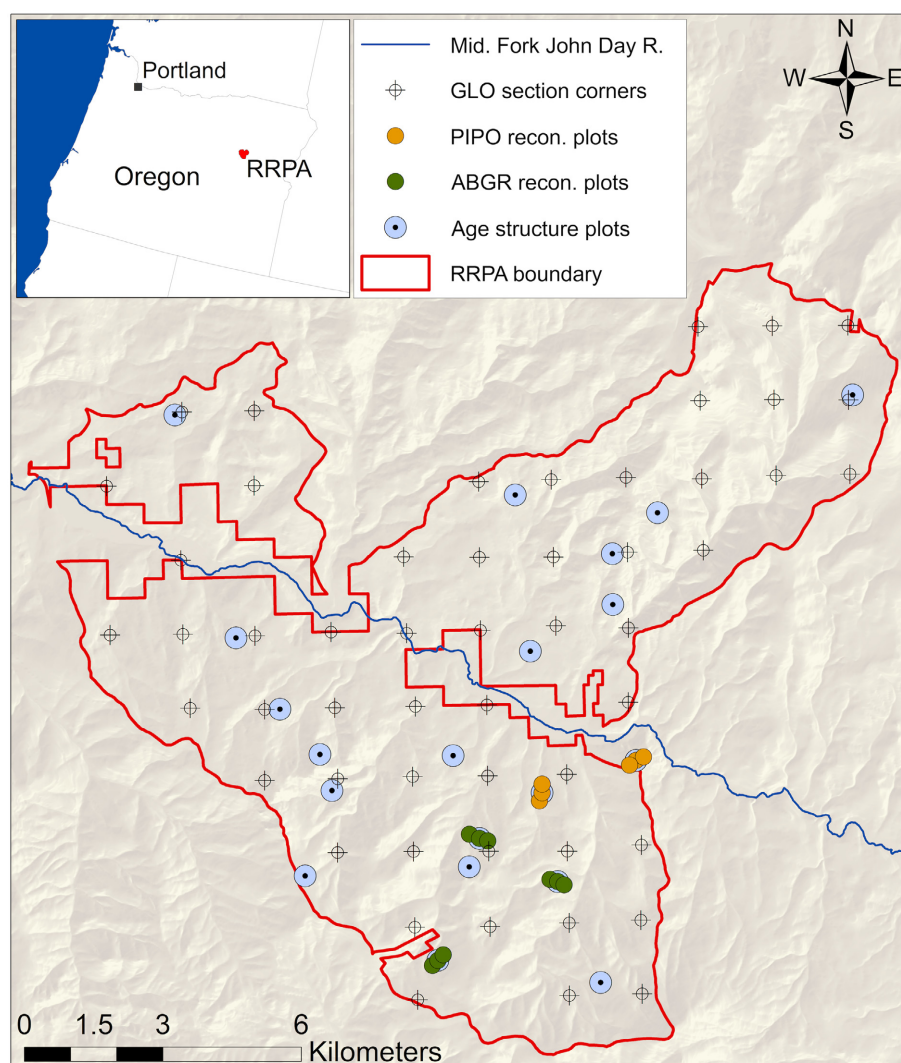 Portland
Oregon
RRPA
Mid. Fork John Day R.
GLO section corners
PIPO recon. plots
ABGR recon. plots
Age structure plots
RRPA boundary
N
W E
S
0 1.5 3 6
Kilometers